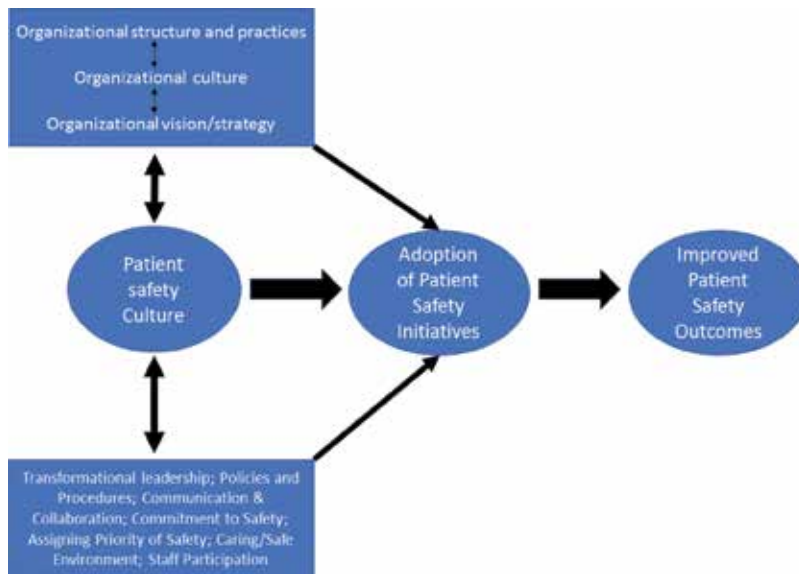 Organizational structure and practices
Organizational culture
Organizational vision/strategy
Patient
safety
Culture
Adoption
of Patient
Safety
Initiatives
Improved
Patient
Safety
Outcomes
Transformational leadership; Policies and
Procedures; Communication &
Collaboration; Commitment to Safety;
Assigning Priority of Safety; Caring/Safe
Environment; Staff Participation